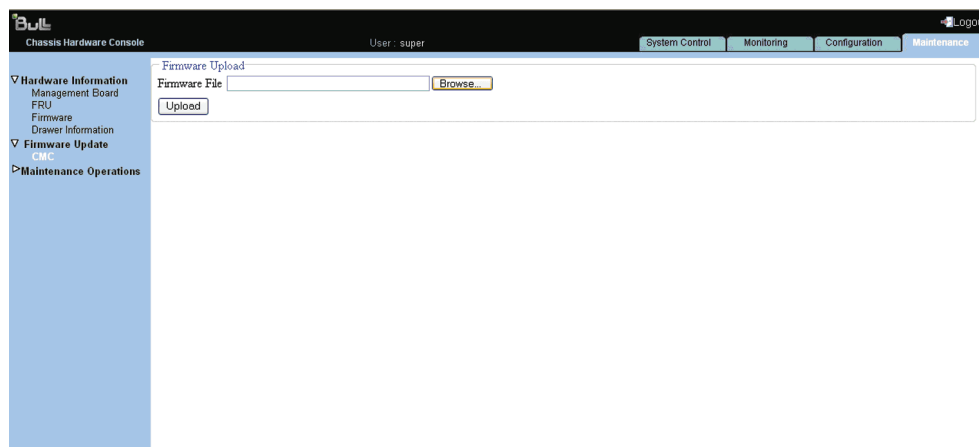 Bull
Logo
Chassis Hardware Console
User : super
System Control
Monitoring
Configuration
Maintenance
Hardware Information
Management Board
FRU
Firmware
Drawer Information
Firmware Update
CMC
Maintenance Operations
Firmware Upload
Firmware File
Browse...
Upload